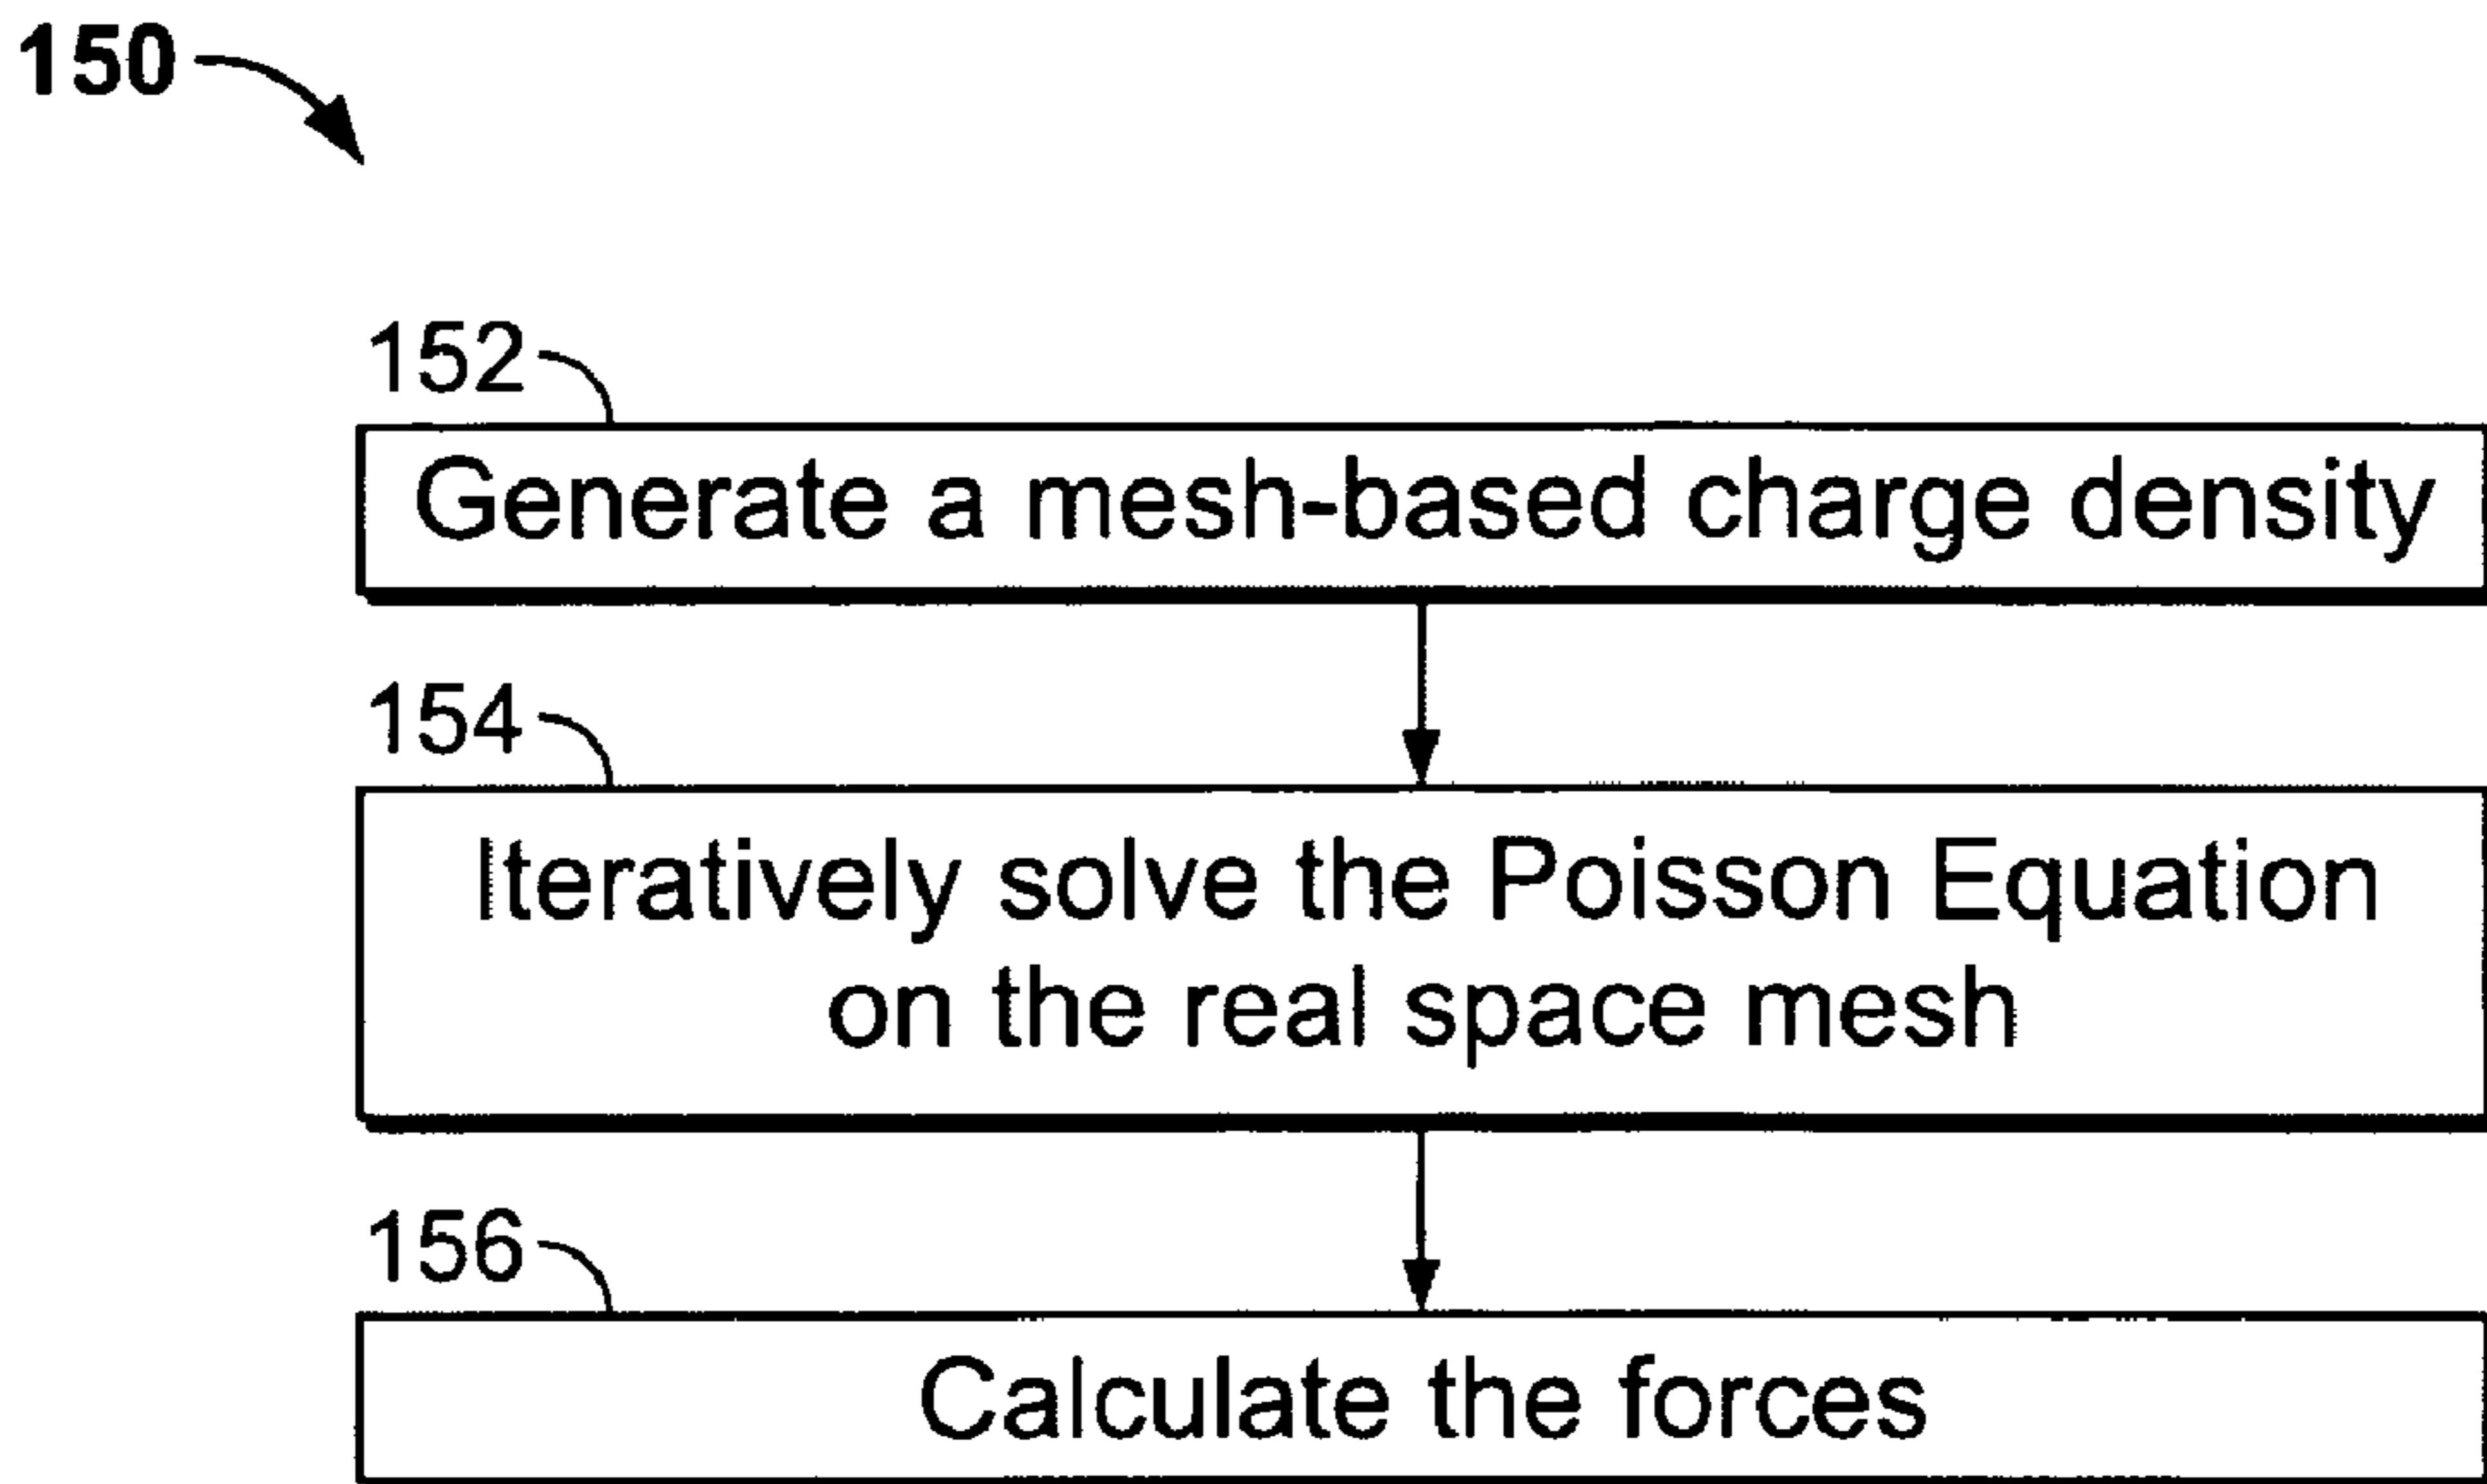 150
152
Generate a mesh-based charge density
154
Iteratively solve the Poisson Equation
on the real space mesh
156
Calculate the forces